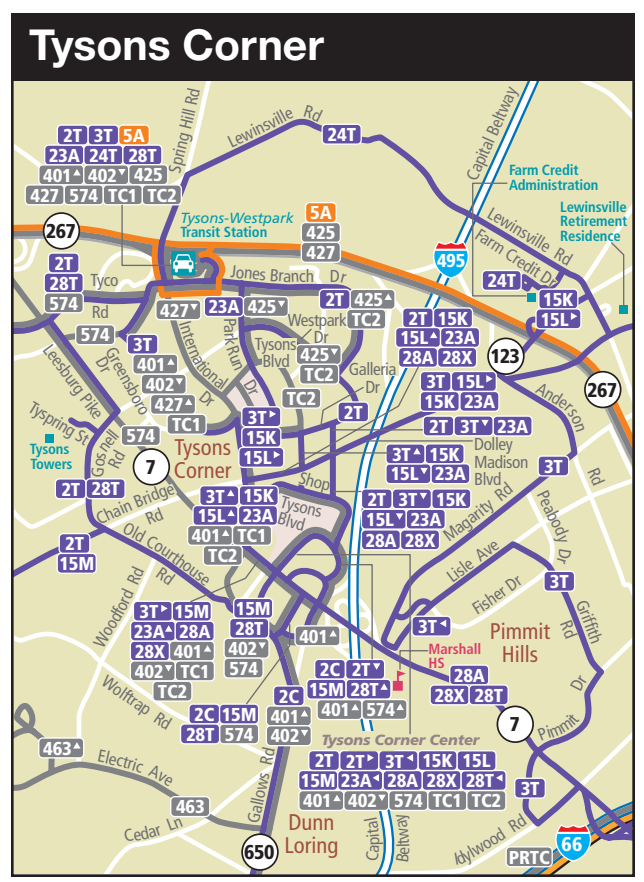 Tysons Corner
Spring Hill Rd
Lewinsville Rd
24T
Capital Beltway
2T 3T 5A
23A 24T 28T
401▲ 402▼ 425
427 574 TC1 TC2
Farm Credit
Administration
Lewinsville
Retirement
Residence
Tysons-Westpark
Transit Station
5A
425
427
267
495
Lewinsville Rd
Farm Credit Dr
24T▶
15K
15L▶
2T
28T
574
Tyco
Rd
Jones Branch Dr
427▼
23A
425▼
2T 425▲
TC2
2T 15K
15L▲ 23A
28A 28X
123
574
3T
401▲
402▼
427▲
TC1
Greensboro
Dr
International
Dr
Park Run
Dr
Westpark
Dr
Tysons
Blvd
425▼
TC2
TC2
Galleria
Dr
2T
3T 15L▶
15K 23A
267
Leesburg Pike
Tyspring St
Tysons
Towers
574
7
Gosnell
Rd
2T 28T
Tysons
Corner
3T▶
15K
15L▶
2T 3T▼ 23A
Dolley
Madison
Blvd
3T▲ 15K
15L▼ 23A
Anderson
Rd
3T
Shop
Tysons
Blvd
Chain Bridge
Rd
3T▲ 15K
15L▲ 23A
401▲ TC1
TC2
2T 3T▼ 15K
15L▼ 23A
28A 28X
Magarity Rd
Peabody Dr
2T
15M
Old Courthouse
Rd
Lisle Ave
Fisher Dr
3T
Griffith
Rd
Woodford Rd
3T▶ 15M
23A▲ 28A
28X 401▲
402▼ TC1
TC2
15M
28T
402▼
574
401▲
3T◀
Marshall
HS
Pimmit
Hills
Wolftrap Rd
2C 15M
28T 574
2C
401▲
402▼
2C 2T▼
15M 28T▲
401▲ 574▲
28A
28X 28T
7
Pimmit
Dr
463▲
Electric Ave
463
Cedar Ln
Gallows Rd
Tysons Corner Center
2T 2T▶ 3T◀ 15K 15L
15M 23A◀ 28A 28X 28T◀
401▲ 402▼ 574 TC1 TC2
3T
Dunn
Loring
650
Capital
Beltway
Idylwood Rd
PRTC
66